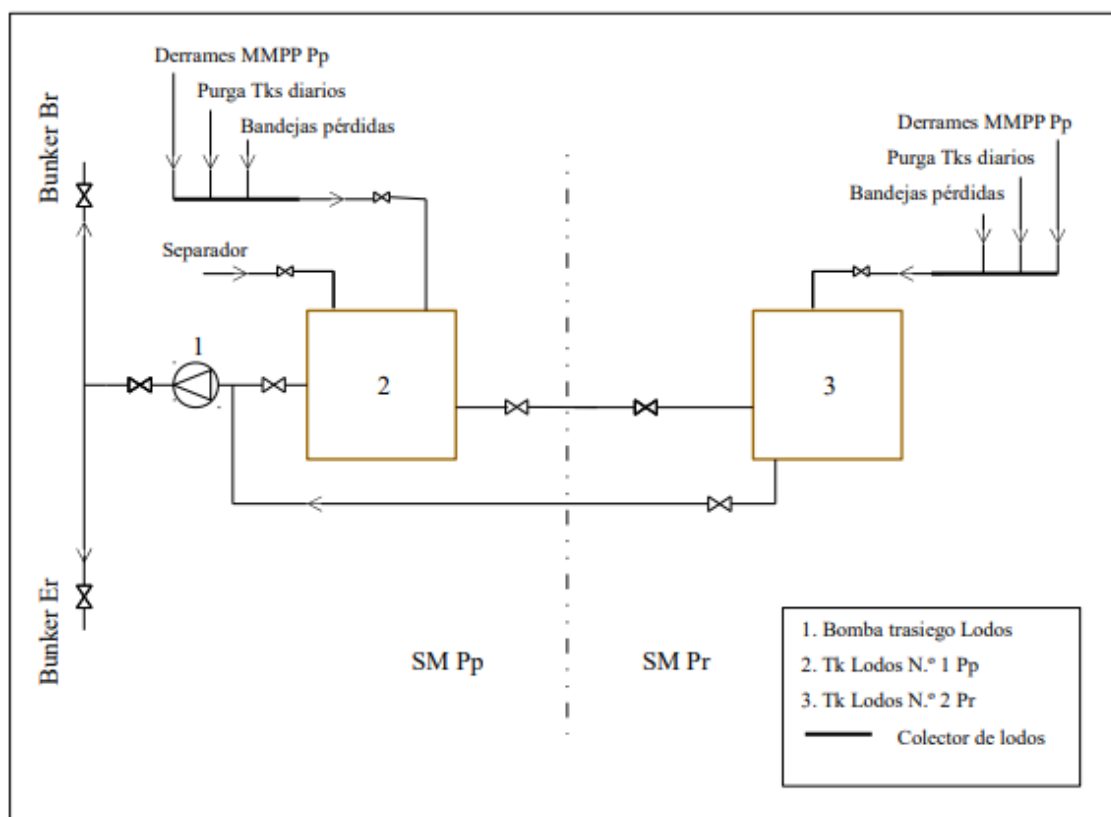 Derrames MMPP Pp
Purga Tks diarios
Bandejas pérdidas
Bunker Br
Separador
Derrames MMPP Pp
Purga Tks diarios
Bandejas pérdidas
1
2
3
Bunker Er
SM Pp
SM Pr
1. Bomba trasiego Lodos
2. Tk Lodos N.º 1 Pp
3. Tk Lodos N.º 2 Pr
Colector de lodos